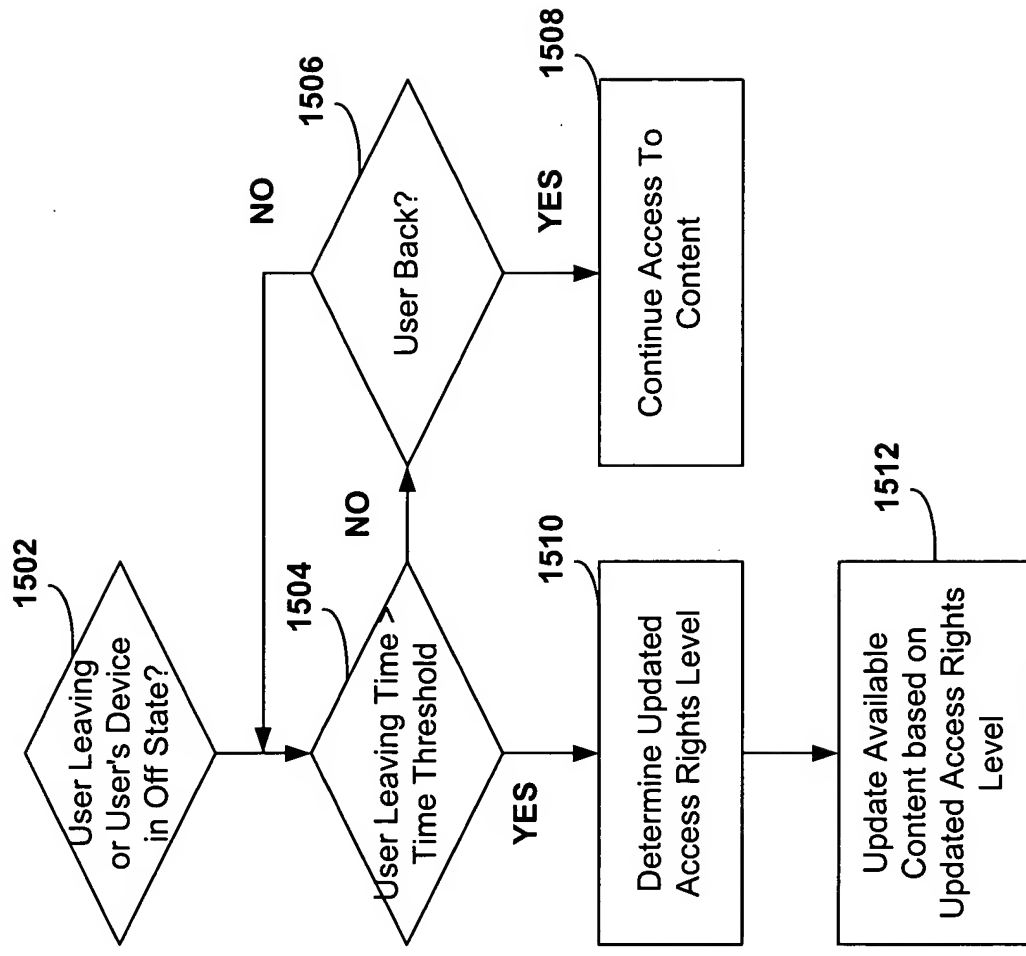 1502
User Leaving
or User's Device
in Off State?
1504
User Leaving Time >
Time Threshold
NO
YES
1506
User Back?
NO
YES
1508
Continue Access To
Content
1510
Determine Updated
Access Rights Level
1512
Update Available
Content based on
Updated Access Rights
Level